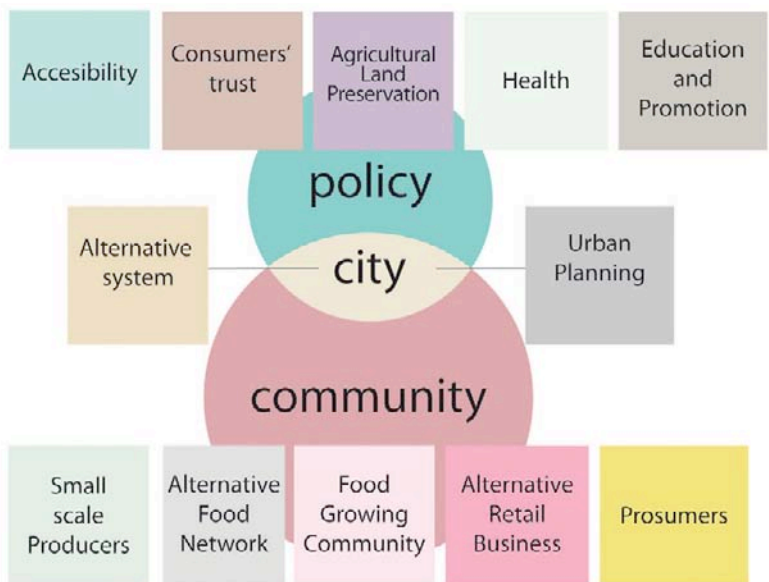 Accesibility
Consumers'
trust
Agricultural
Land
Preservation
Health
Education
and
Promotion
policy
Alternative
system
city
Urban
Planning
community
Small
scale
Producers
Alternative
Food
Network
Food
Growing
Community
Alternative
Retail
Business
Prosumers